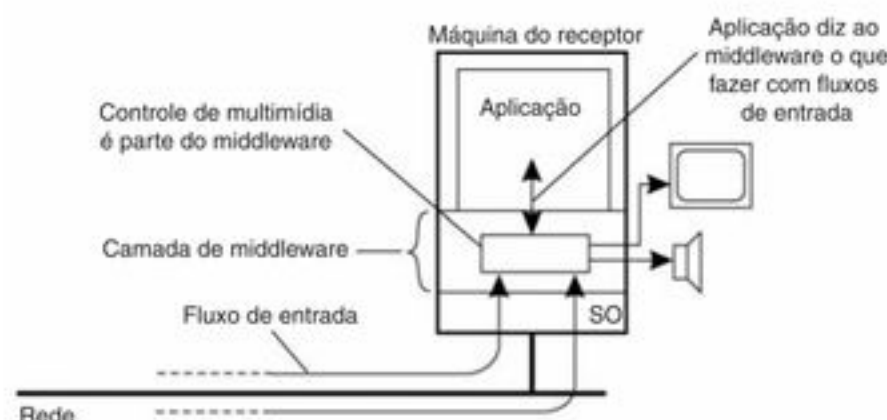 Máquina do receptor
Aplicação diz ao
middleware o que
fazer com fluxos
de entrada
Controle de multimídia
é parte do middleware
Aplicação
Camada de middleware
Fluxo de entrada
SO
Rede